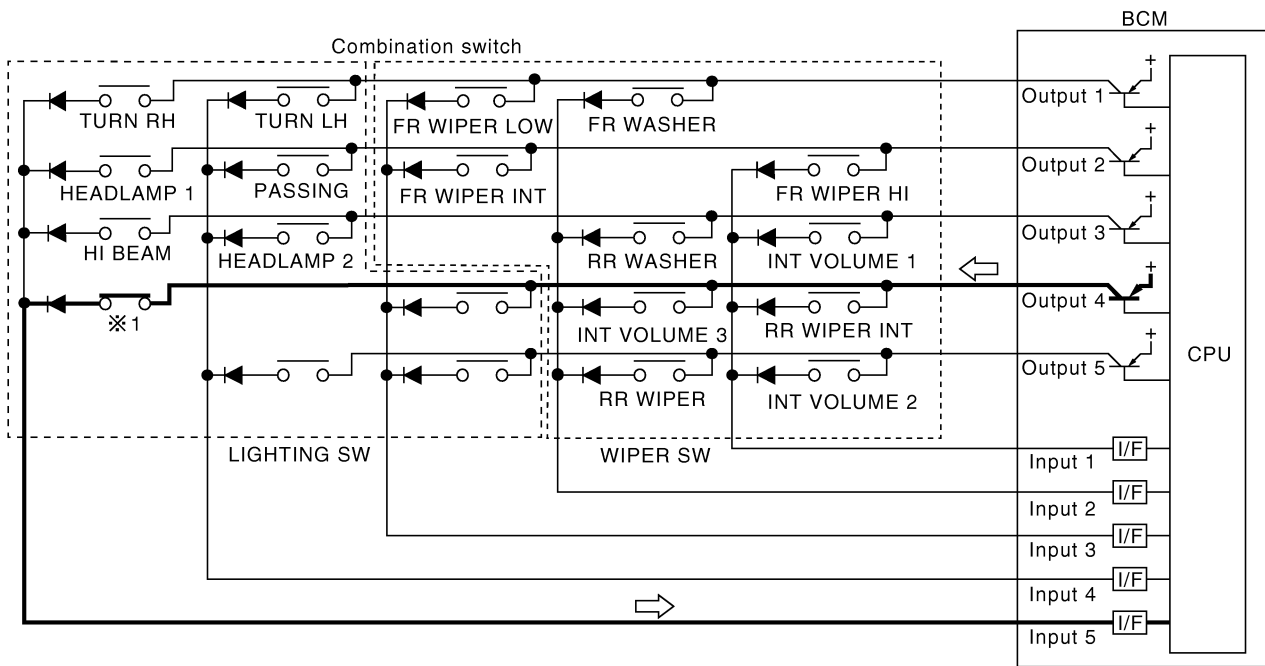 BCM
Combination switch
+
Output 1
TURN RH
TURN LH
FR WIPER LOW
FR WASHER
+
Output 2
HEADLAMP 1
PASSING
FR WIPER INT
FR WIPER HI
+
Output 3
HI BEAM
HEADLAMP 2
RR WASHER
INT VOLUME 1
+
Output 4
※1
INT VOLUME 3
RR WIPER INT
+
CPU
Output 5
RR WIPER
INT VOLUME 2
LIGHTING SW
WIPER SW
I/F
Input 1
I/F
Input 2
I/F
Input 3
I/F
Input 4
I/F
Input 5